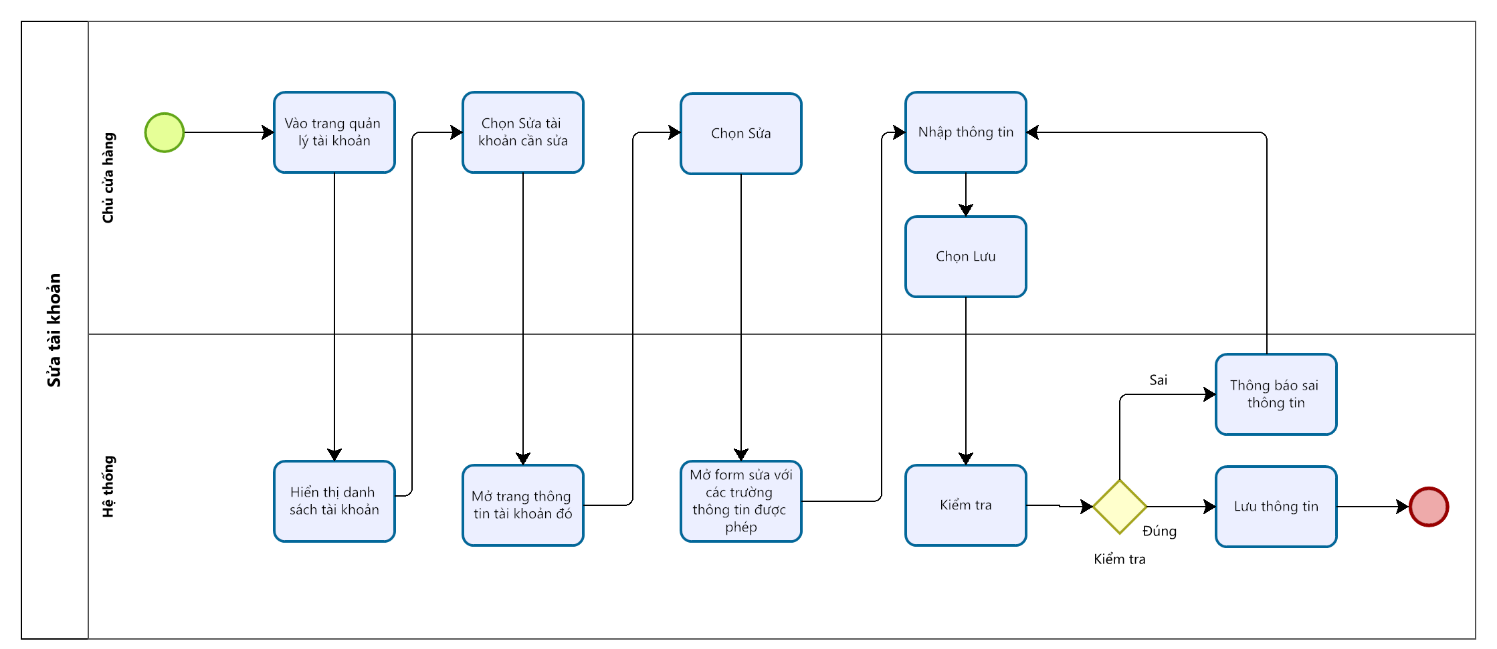 Sửa tài khoản
Chủ cửa hàng
Vào trang quản
lý tài khoản
Chọn Sửa tài
khoản cần sửa
Chọn Sửa
Nhập thông tin
Chọn Lưu
Hệ thống
Hiển thị danh
sách tài khoản
Mở trang thông
tin tài khoản đó
Mở form sửa với
các trường
thông tin được
phép
Kiểm tra
Sai
Thông báo sai
thông tin
Đúng
Kiểm tra
Lưu thông tin